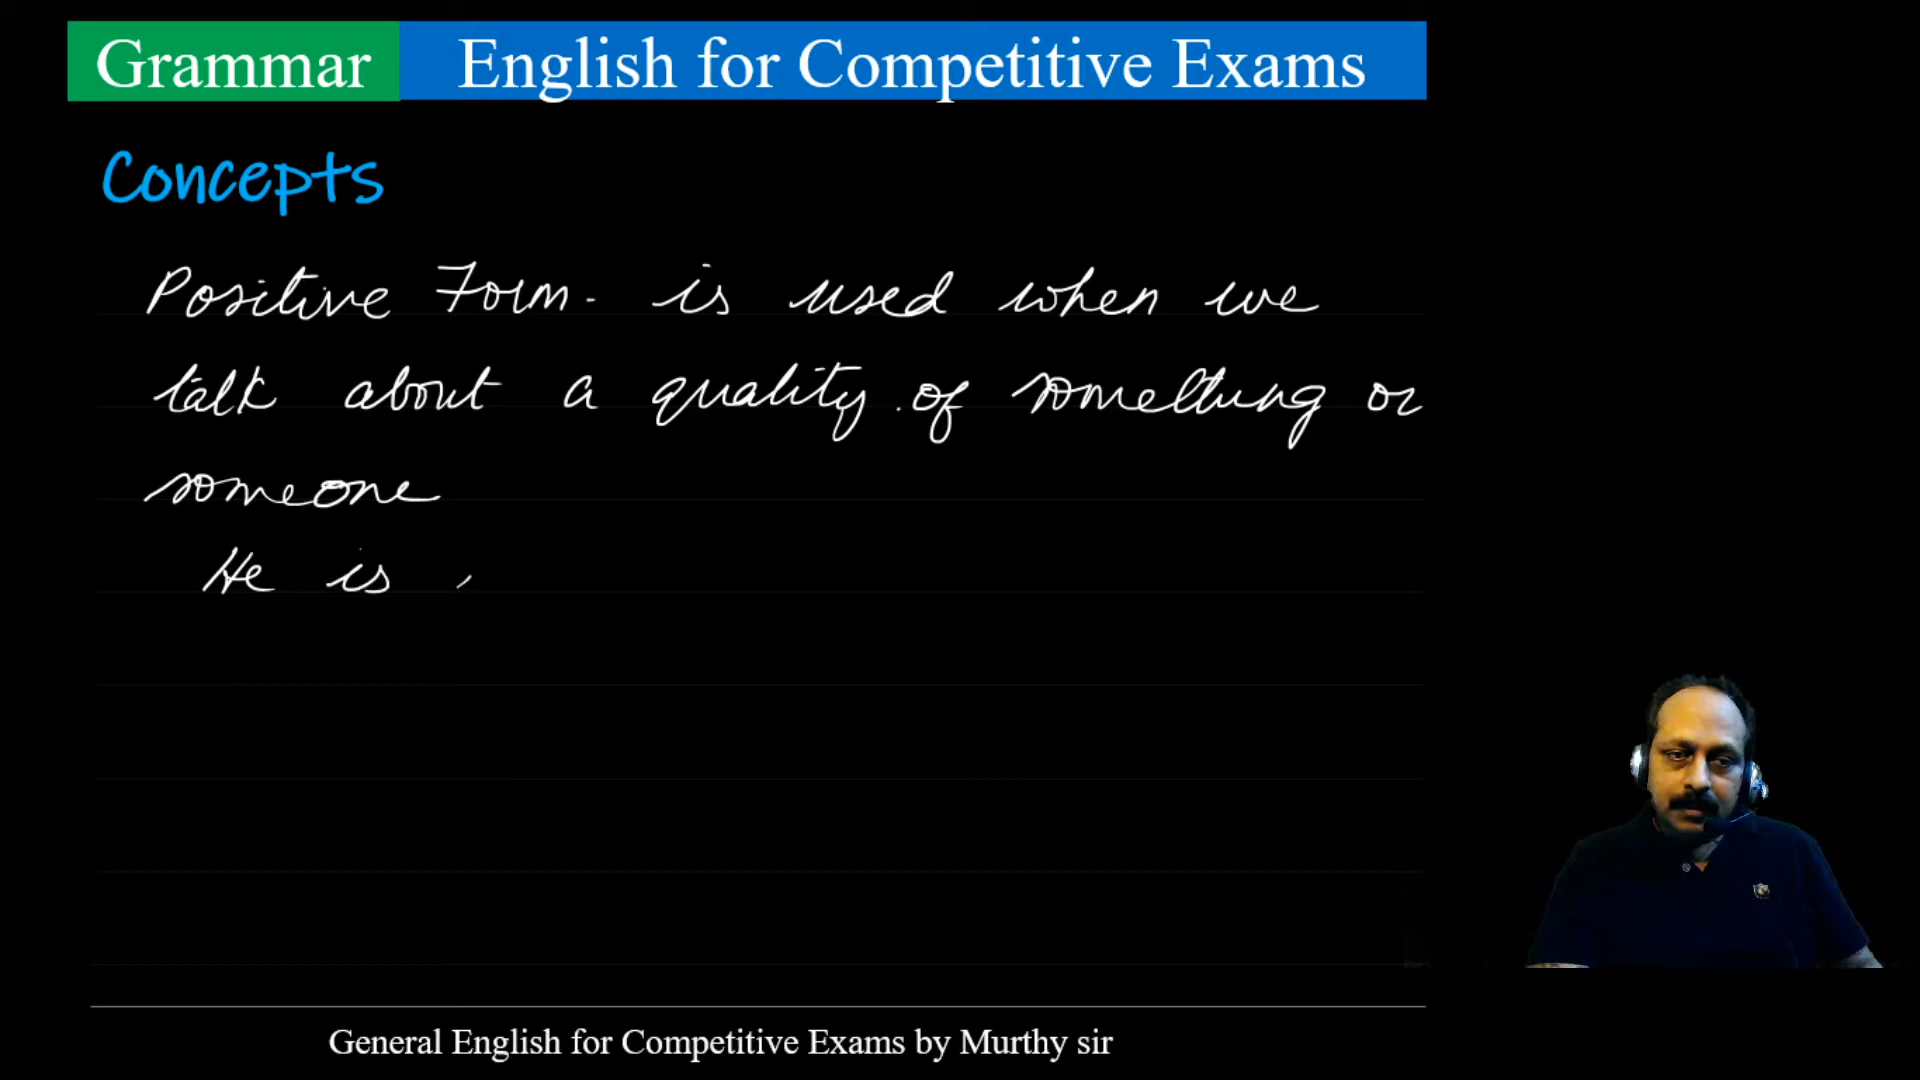 Grammar English for Competitive Exams
Concepts
Positive Form. is used when we
talk about a quality of something or
someone
He is
General English for Competitive Exams by Murthy sir